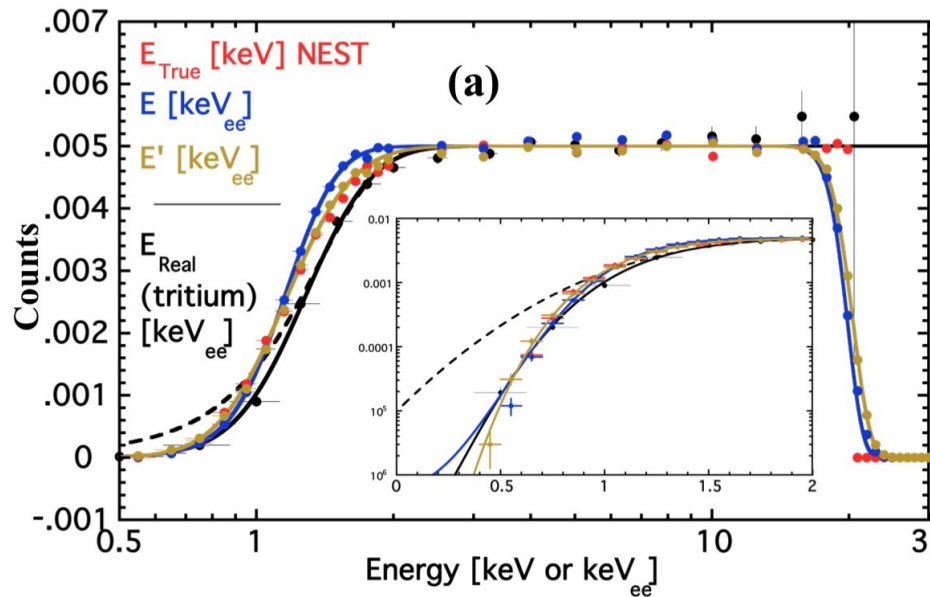 .007
.006
.005
.004
.003
.002
.001
0
-.001
Counts
E_True [keV] NEST
E [keV_ee]
E' [keV_ee]
E_Real
(tritium)
[keV_ee]
(a)
0.01
0.001
0.0001
10^5
10^6
0 0.5 1 1.5 2
0.5 1 10 3
Energy [keV or keV_ee]